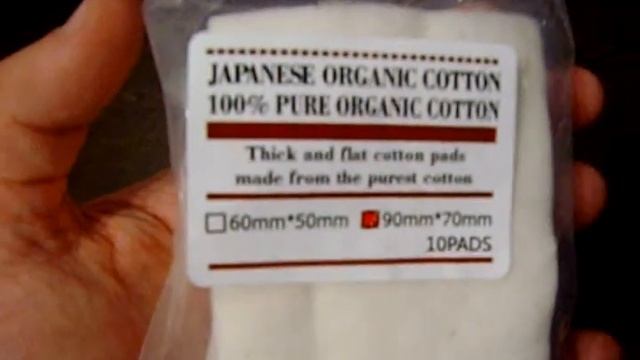 JAPANESE ORGANIC COTTON
100% PURE ORGANIC COTTON
Thick and flat cotton pads
made from the purest cotton
60mm*50mm 90mm*70mm
10PADS